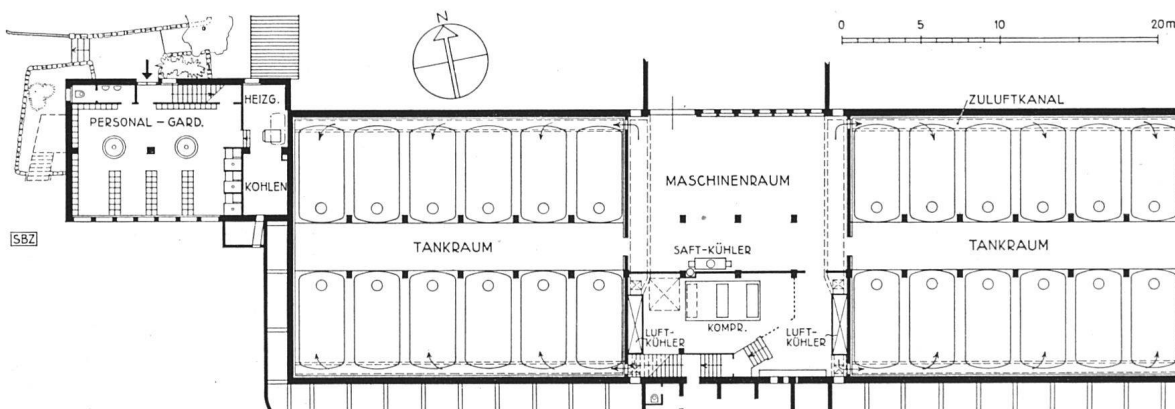 N
0 5 10 20 m
HEIZG.
ZULUFTKANAL
PERSONAL – GARD.
MASCHINENRAUM
KOHLEN
SBZ
TANKRAUM
TANKRAUM
SAFT-KÜHLER
KOMPR.
LUFT-
KÜHLER
LUFT-
KÜHLER